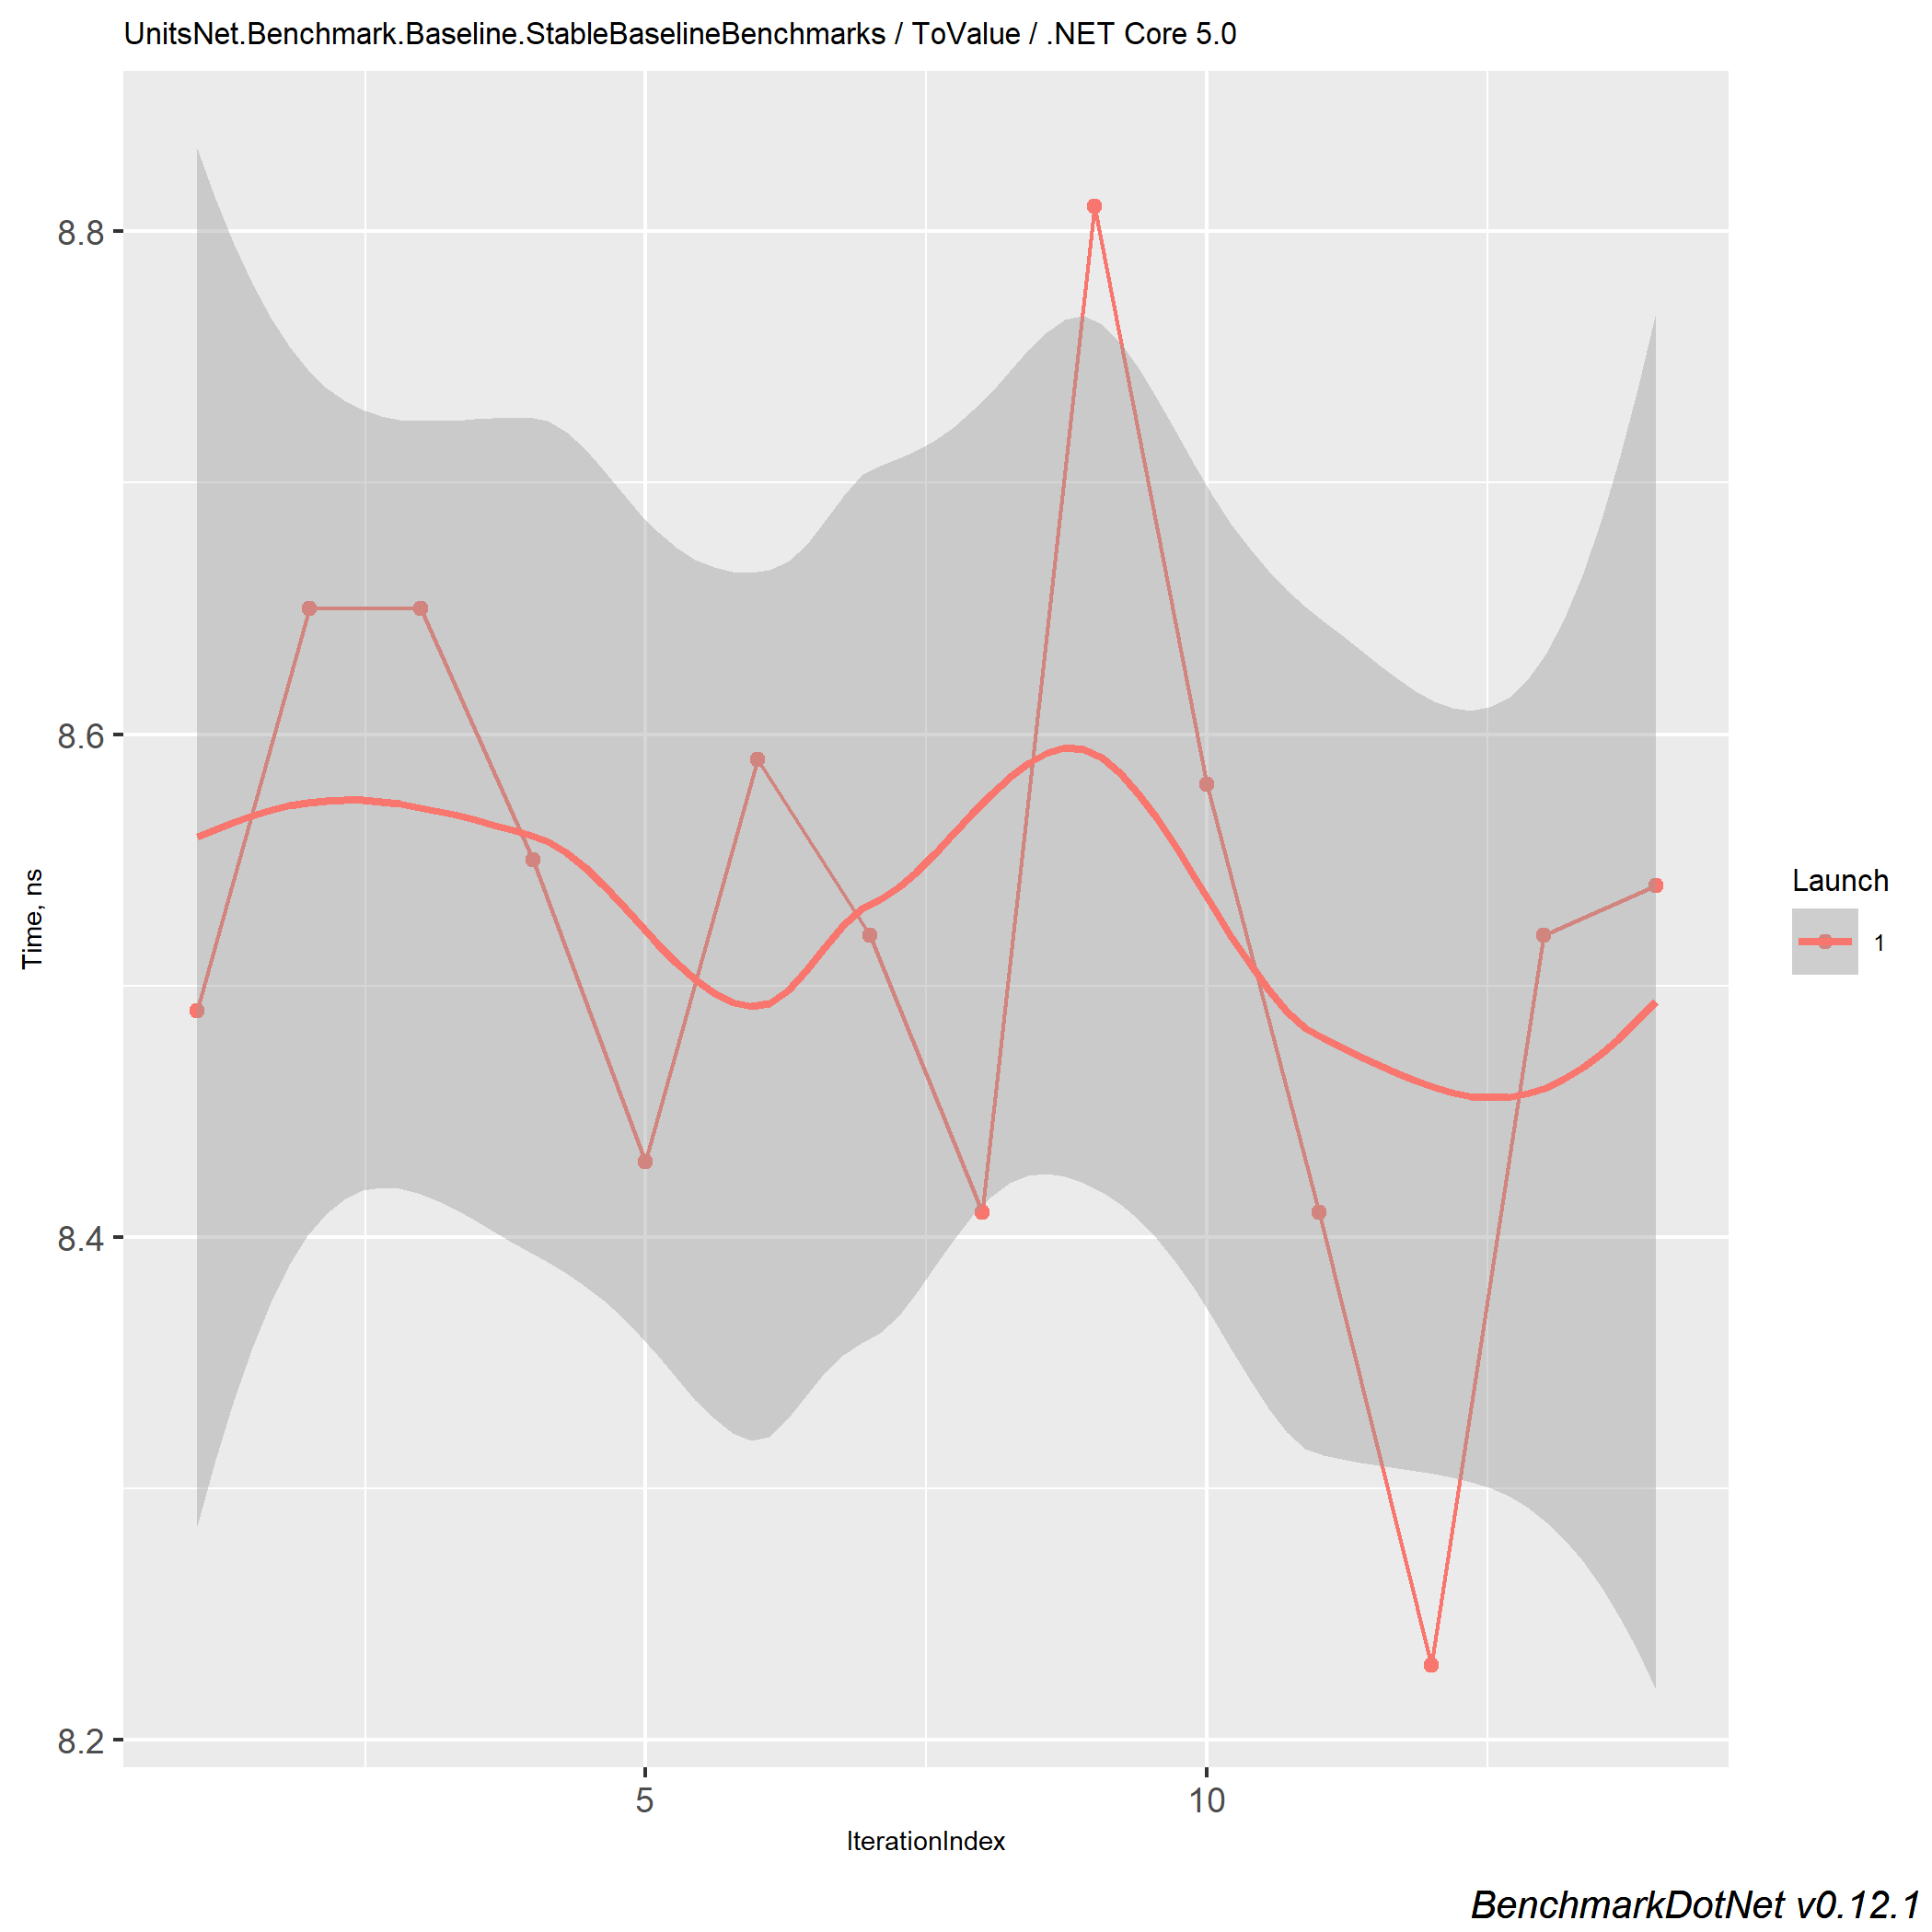 UnitsNet.Benchmark.Baseline.StableBaselineBenchmarks / ToValue / .NET Core 5.0
8.8
8.6
8.4
8.2
Time, ns
5
10
IterationIndex
Launch
1
BenchmarkDotNet v0.12.1